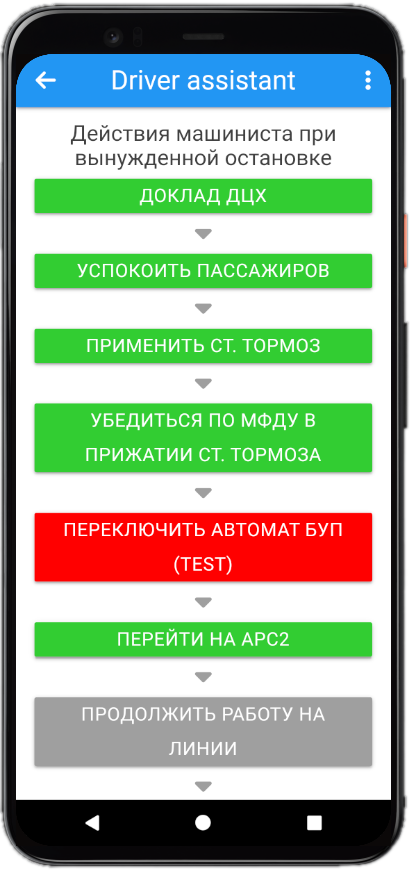 Driver assistant
Действия машиниста при
вынужденной остановке
ДОКЛАД ДЦХ
УСПОКОИТЬ ПАССАЖИРОВ
ПРИМЕНИТЬ СТ. ТОРМОЗ
УБЕДИТЬСЯ ПО МФДУ В
ПРИЖАТИИ СТ. ТОРМОЗА
ПЕРЕКЛЮЧИТЬ АВТОМАТ БУП
(TEST)
ПЕРЕЙТИ НА АРС2
ПРОДОЛЖИТЬ РАБОТУ НА
ЛИНИИ